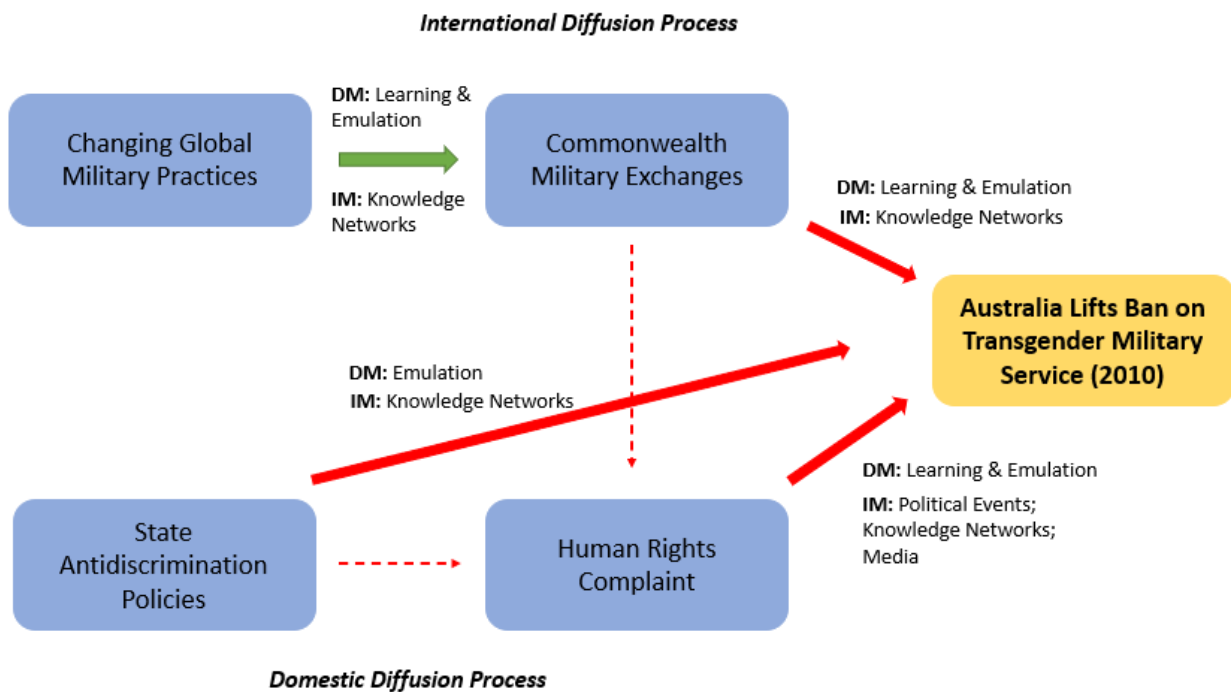 International Diffusion Process
Changing Global
Military Practices
DM: Learning &
Emulation
IM: Knowledge
Networks
Commonwealth
Military Exchanges
DM: Learning & Emulation
IM: Knowledge Networks
Australia Lifts Ban on
Transgender Military
Service (2010)
DM: Emulation
IM: Knowledge Networks
State
Antidiscrimination
Policies
Human Rights
Complaint
DM: Learning & Emulation
IM: Political Events;
Knowledge Networks;
Media
Domestic Diffusion Process